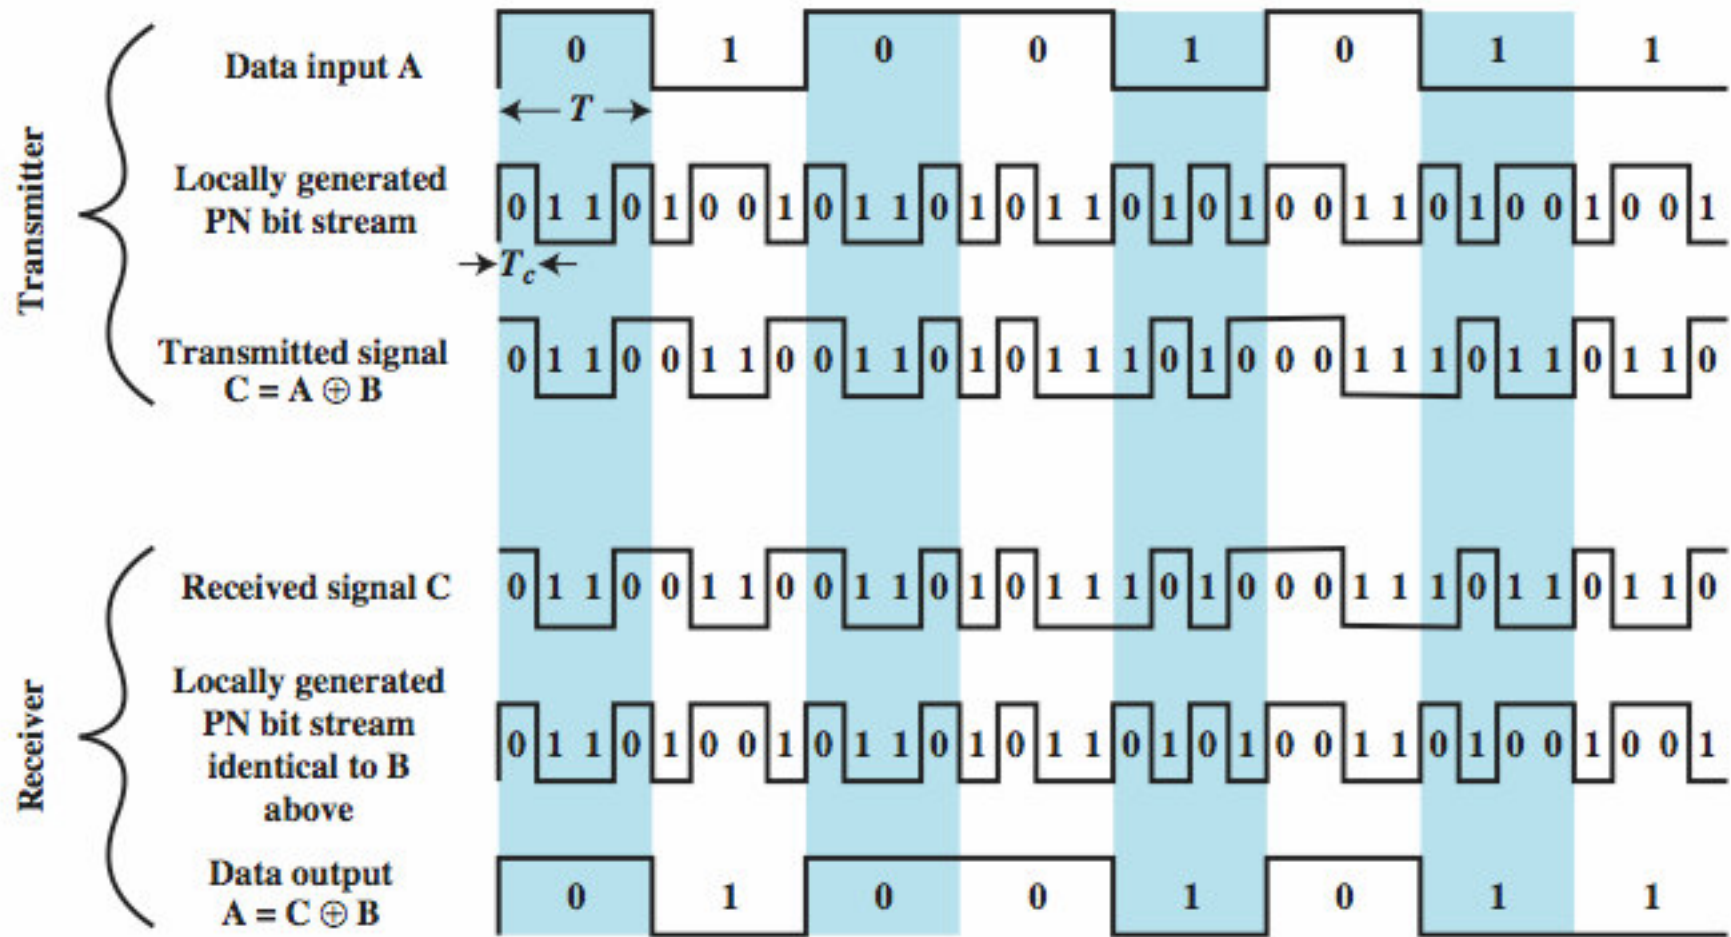 Transmitter
Data input A
0 1 0 0 1 0 1 1
T
Locally generated
PN bit stream
0 1 1 0 1 0 0 1 0 1 1 0 1 0 1 1 0 1 0 1 0 0 1 1 0 1 0 0 1 0 0 1
Tc
Transmitted signal
C = A ⊕ B
0 1 1 0 0 1 1 0 0 1 1 0 1 0 1 1 1 0 1 0 0 0 1 1 1 0 1 1 0 1 1 0
Receiver
Received signal C
0 1 1 0 0 1 1 0 0 1 1 0 1 0 1 1 1 0 1 0 0 0 1 1 1 0 1 1 0 1 1 0
Locally generated
PN bit stream
identical to B
above
0 1 1 0 1 0 0 1 0 1 1 0 1 0 1 1 0 1 0 1 0 0 1 1 0 1 0 0 1 0 0 1
Data output
A = C ⊕ B
0 1 0 0 1 0 1 1